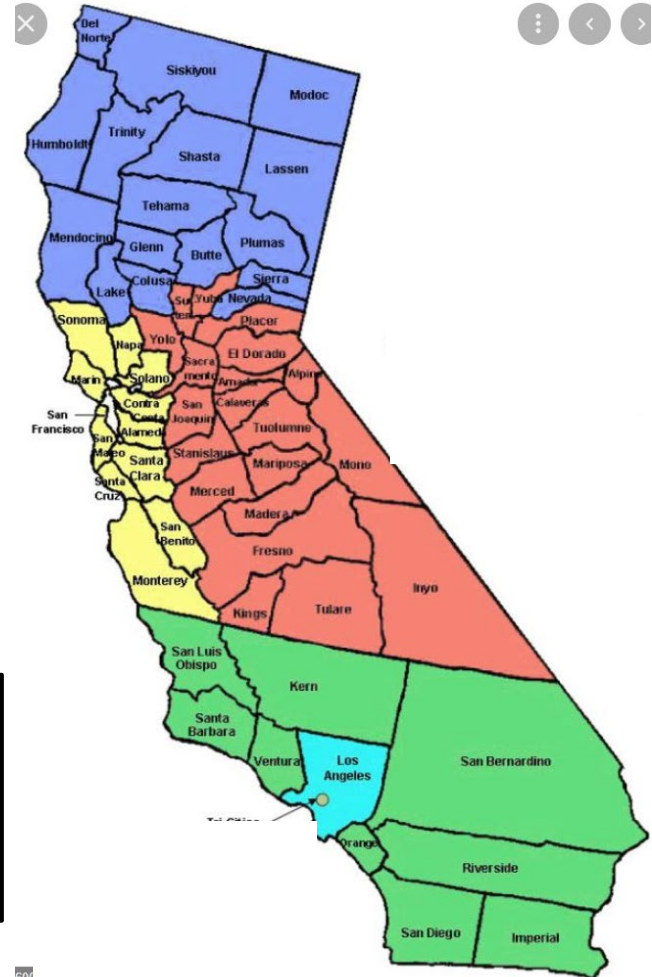 Del
Norte
Siskiyou
Modoc
Humboldt
Trinity
Shasta
Lassen
Tehama
Mendocino
Glenn
Butte
Plumas
Lake
Colusa
Sierra
Yuba
Nevada
Sonoma
Napa
Yolo
Placer
El Dorado
Marin
Solano
Sacra
mento
Alpin
Contra
Costa
San
Joaquin
Calaveras
San
Francisco
Alameda
Tuolumne
San
Mateo
Santa
Clara
Stanislaus
Mariposa
Mono
Santa
Cruz
Merced
Madera
San
Benito
Fresno
Monterey
Kings
Tulare
Inyo
San Luis
Obispo
Kern
Santa
Barbara
Ventura
Los
Angeles
San Bernardino
Orange
Riverside
San Diego
Imperial